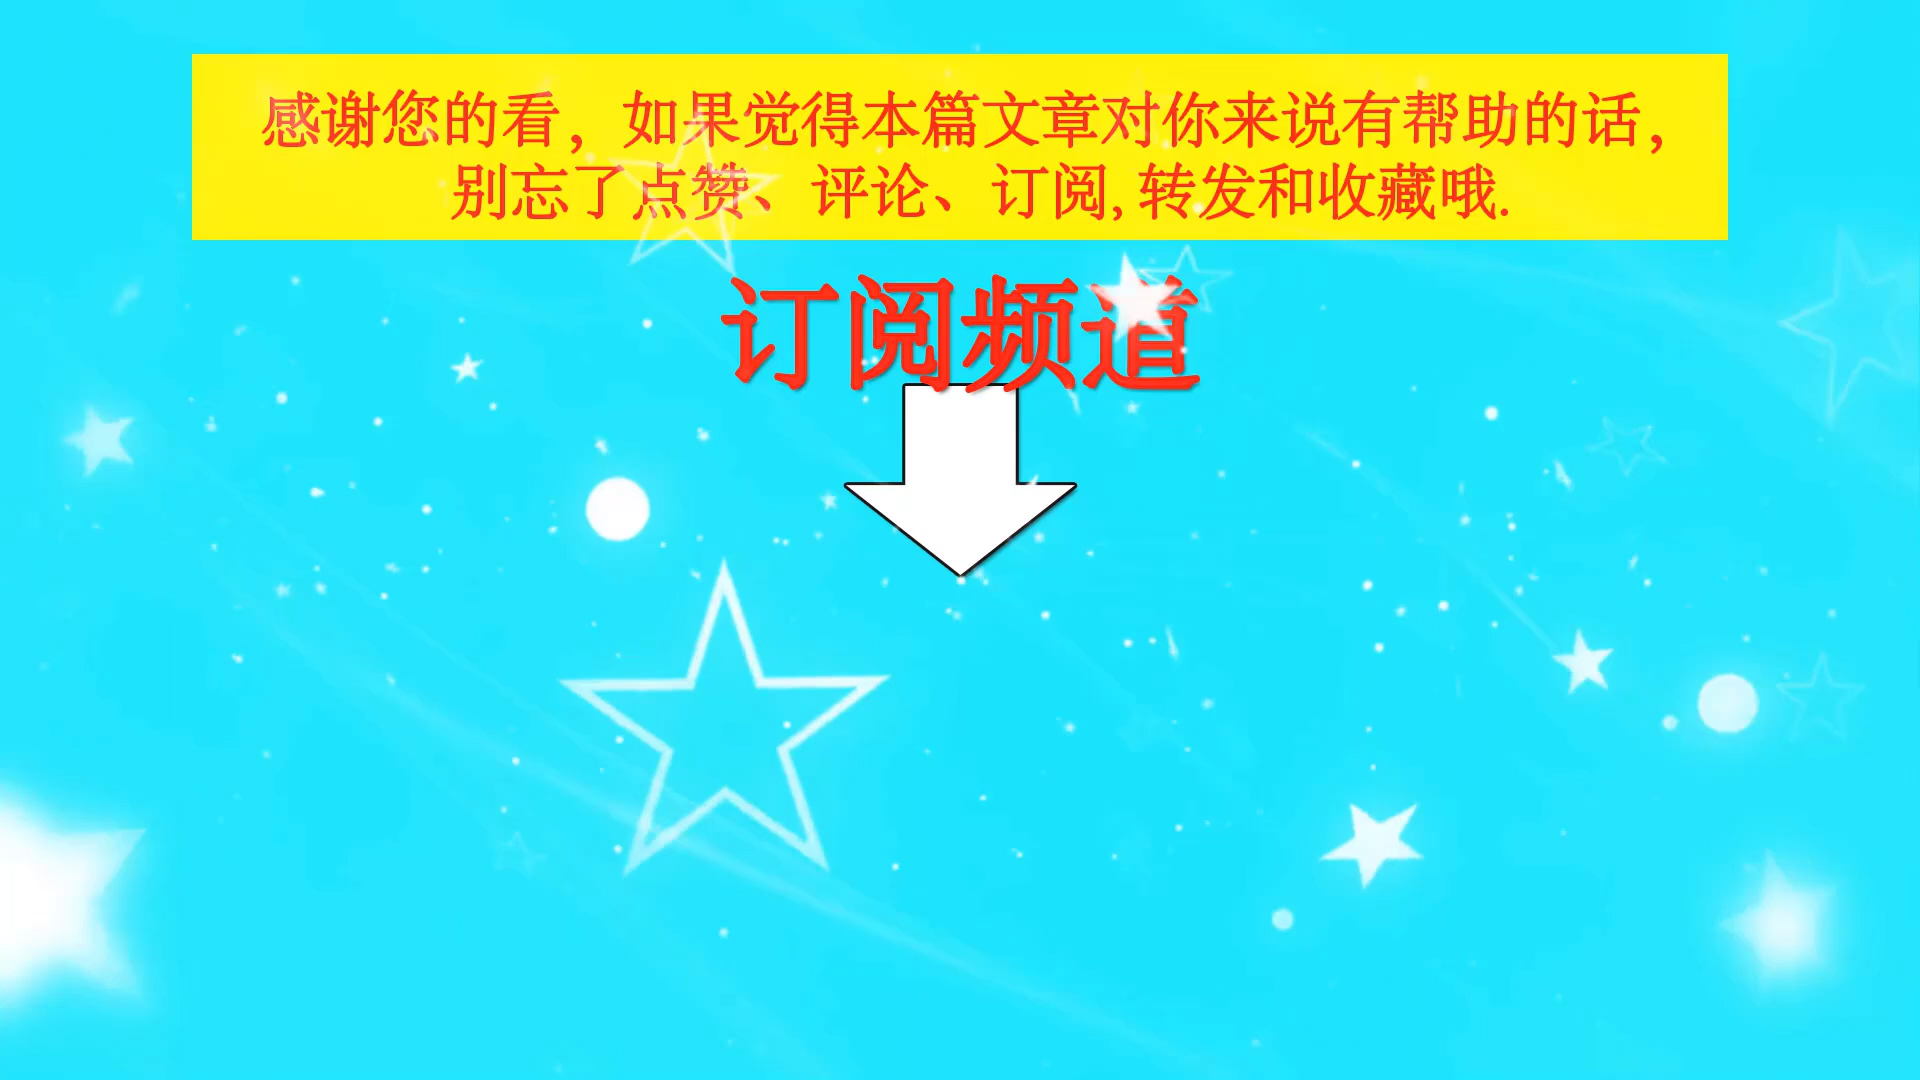 感谢您的看，如果觉得本篇文章对你来说有帮助的话，
别忘了点赞、评论、订阅,转发和收藏哦.
订阅频道